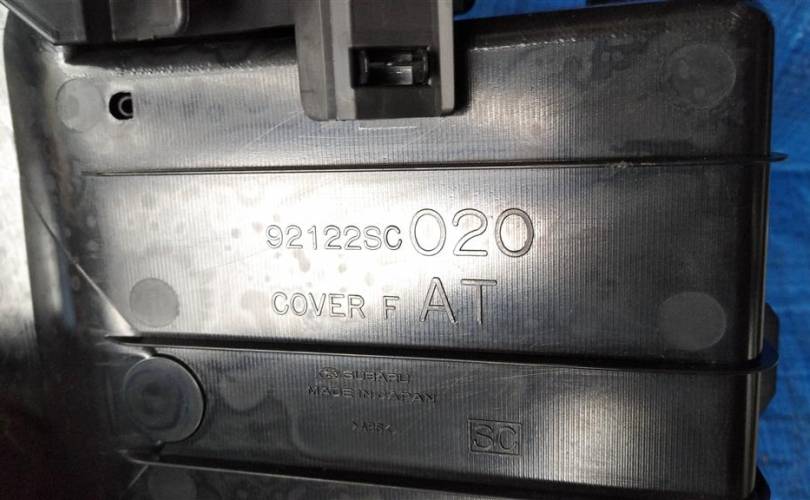 92122SC020
COVER F AT
SUBARU
MADE IN JAPAN
SC